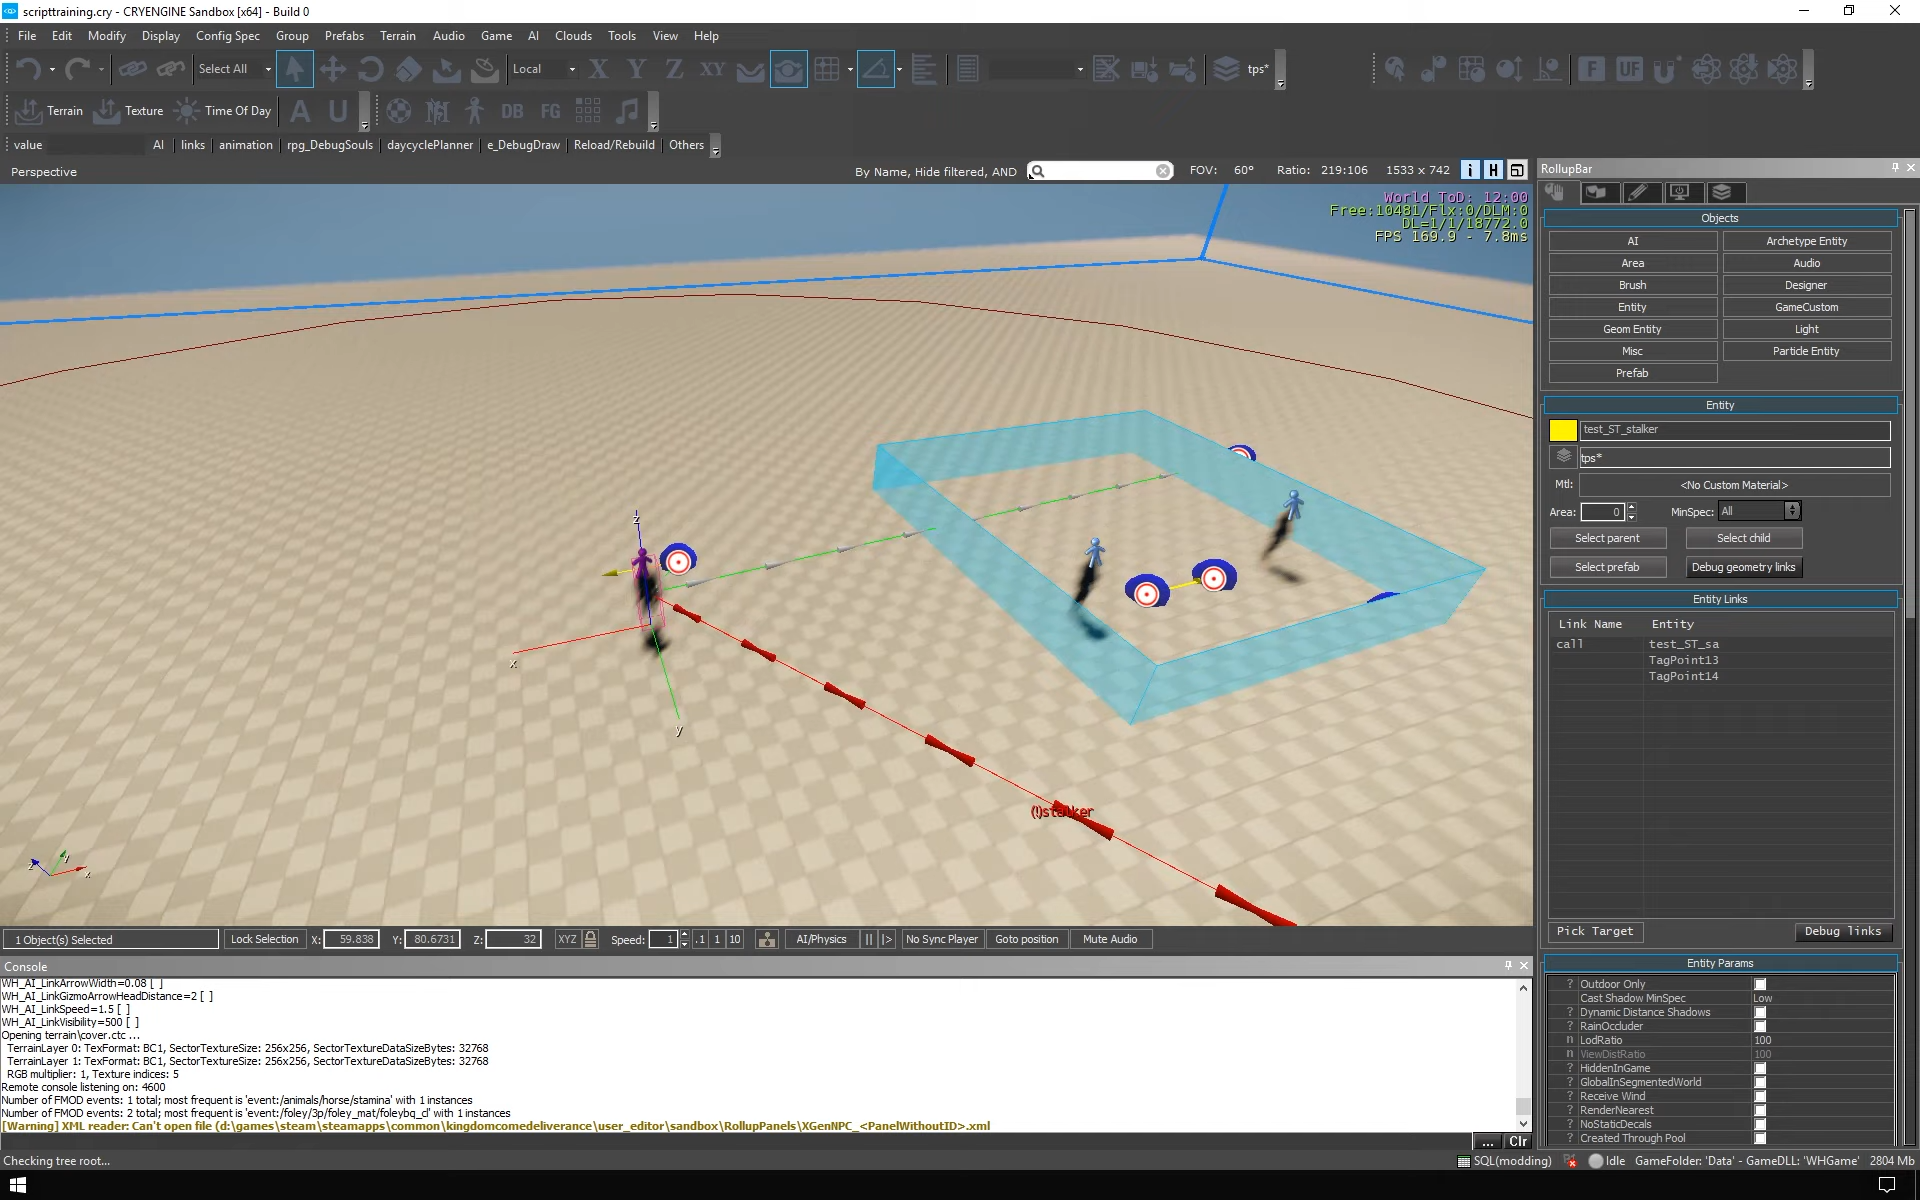 scripttraining.cry - CRYENGINE Sandbox [x64] - Build 0
File Edit Modify Display Config Spec Group Prefabs Terrain Audio Game AI Clouds Tools View Help
Select All Local X Y Z XY tps* F UF
Terrain Texture Time Of Day A U DB FG
value AI links animation rpg_DebugSouls daycyclePlanner e_DebugDraw Reload/Rebuild Others
Perspective By Name, Hide filtered, AND FOV: 60° Ratio: 219:106 1533 x 742 i H
World ToD: 12:00
Free:10481/Flx:0/DLM:0
DL=1/1/18772.0
FPS 169.9 - 7.8ms
z
x
y
(!)stalker
z y x
1 Object(s) Selected Lock Selection X: 59.838 Y: 80.6731 Z: 32 XYZ Speed: 1 .1 1 10 AI/Physics No Sync Player Goto position Mute Audio
Console
WH_AI_LinkArrowWidth=0.08 [ ]
WH_AI_LinkGizmoArrowHeadDistance=2 [ ]
WH_AI_LinkSpeed=1.5 [ ]
WH_AI_LinkVisibility=500 [ ]
Opening terrain\cover.ctc ...
TerrainLayer 0: TexFormat: BC1, SectorTextureSize: 256x256, SectorTextureDataSizeBytes: 32768
TerrainLayer 1: TexFormat: BC1, SectorTextureSize: 256x256, SectorTextureDataSizeBytes: 32768
RGB multiplier: 1, Texture indices: 5
Remote console listening on: 4600
Number of FMOD events: 1 total; most frequent is 'event:/animals/horse/stamina' with 1 instances
Number of FMOD events: 2 total; most frequent is 'event:/foley/3p/foley_mat/foleybq_cl' with 1 instances
[Warning] XML reader: Can't open file (d:\games\steam\steamapps\common\kingdomcomedeliverance\user_editor\sandbox\RollupPanels\XGenNPC_<PanelWithoutID>.xml
... Clr
Checking tree root...
RollupBar
Objects
AI Archetype Entity
Area Audio
Brush Designer
Entity GameCustom
Geom Entity Light
Misc Particle Entity
Prefab
Entity
test_ST_stalker
tps*
Mtl: <No Custom Material>
Area: 0 MinSpec: All
Select parent Select child
Select prefab Debug geometry links
Entity Links
Link Name Entity
call test_ST_sa
TagPoint13
TagPoint14
Pick Target Debug links
Entity Params
? Outdoor Only
Cast Shadow MinSpec Low
? Dynamic Distance Shadows
? RainOccluder
n LodRatio 100
n ViewDistRatio 100
? HiddenInGame
? GlobalInSegmentedWorld
? Receive Wind
? RenderNearest
? NoStaticDecals
? Created Through Pool
SQL(modding) Idle GameFolder: 'Data' - GameDLL: 'WHGame' 2804 Mb